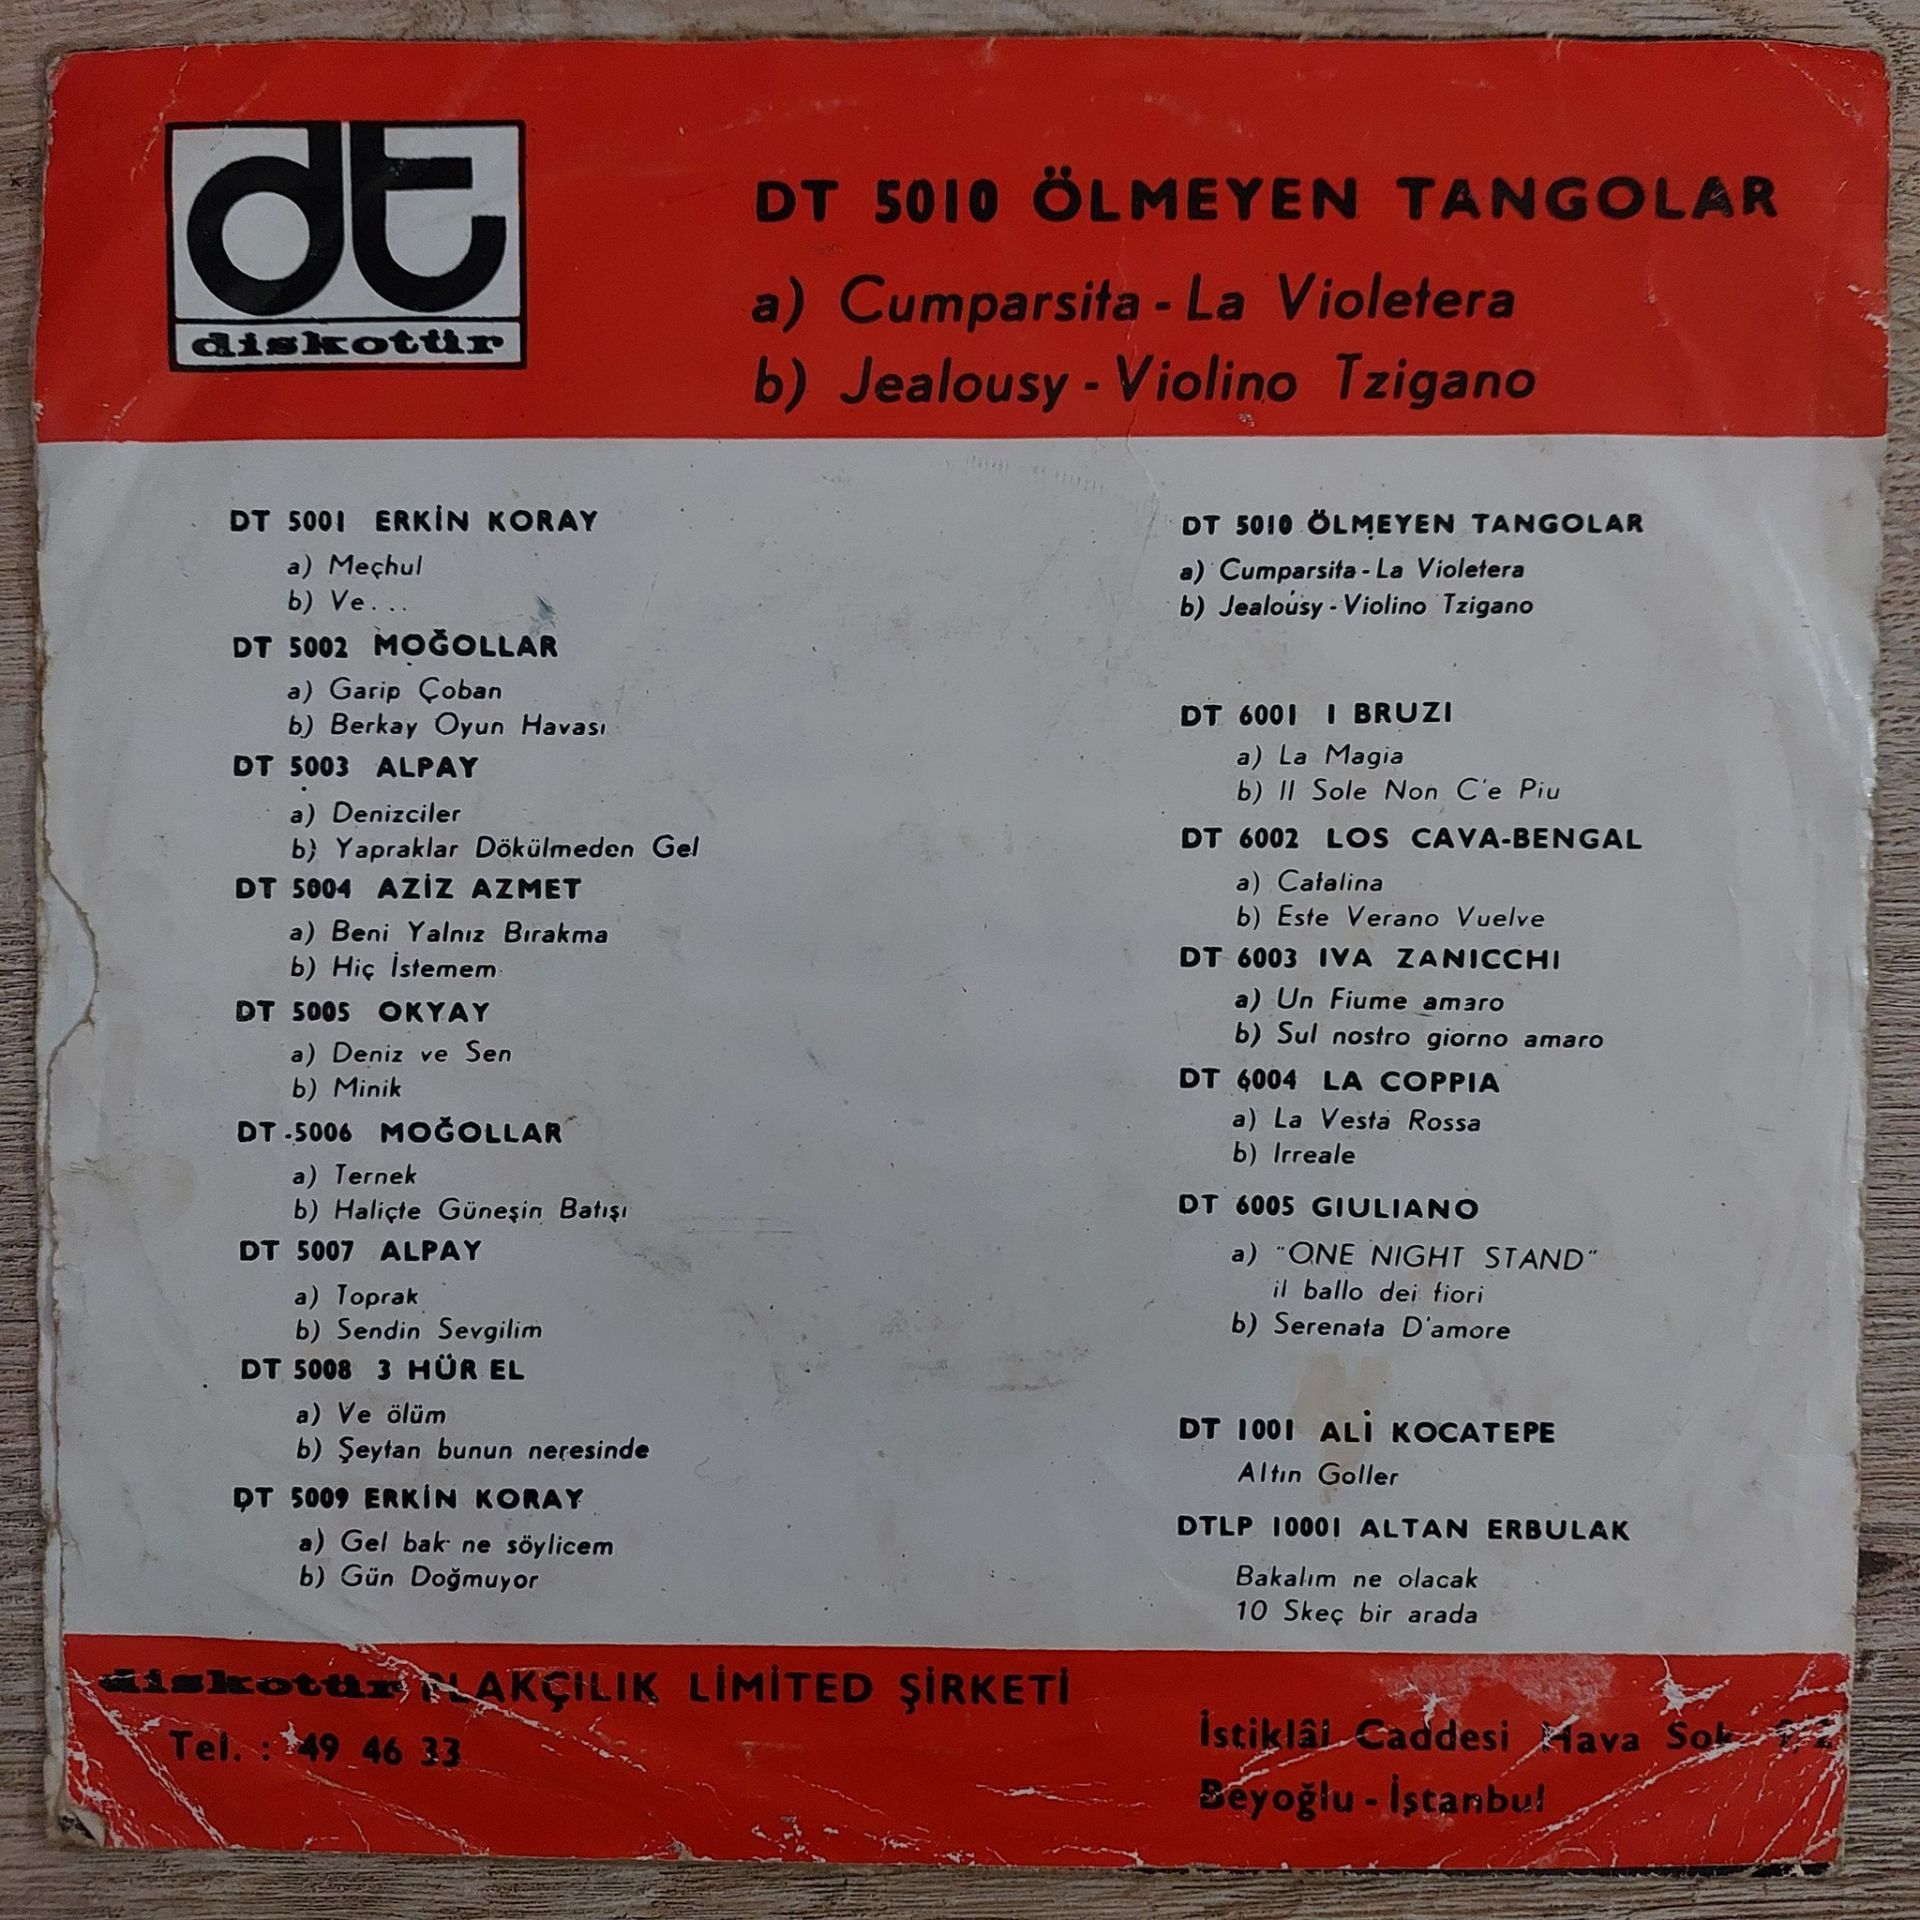 dt
diskotür
DT 5010 ÖLMEYEN TANGOLAR
a) Cumparsita - La Violetera
b) Jealousy - Violino Tzigano
DT 5001 ERKİN KORAY
a) Meçhul
b) Ve...
DT 5002 MOĞOLLAR
a) Garip Çoban
b) Berkay Oyun Havası
DT 5003 ALPAY
a) Denizciler
b) Yapraklar Dökülmeden Gel
DT 5004 AZİZ AZMET
a) Beni Yalnız Bırakma
b) Hiç İstemem
DT 5005 OKYAY
a) Deniz ve Sen
b) Minik
DT 5006 MOĞOLLAR
a) Ternek
b) Haliçte Güneşin Batışı
DT 5007 ALPAY
a) Toprak
b) Sendin Sevgilim
DT 5008 3 HÜR EL
a) Ve ölüm
b) Şeytan bunun neresinde
DT 5009 ERKİN KORAY
a) Gel bak ne söylicem
b) Gün Doğmuyor
DT 5010 ÖLMEYEN TANGOLAR
a) Cumparsita - La Violetera
b) Jealousy - Violino Tzigano
DT 6001 I BRUZI
a) La Magia
b) Il Sole Non C'e Piu
DT 6002 LOS CAVA-BENGAL
a) Catalina
b) Este Verano Vuelve
DT 6003 IVA ZANICCHI
a) Un Fiume amaro
b) Sul nostro giorno amaro
DT 6004 LA COPPIA
a) La Vesta Rossa
b) Irreale
DT 6005 GIULIANO
a) "ONE NIGHT STAND"
il ballo dei fiori
b) Serenata D'amore
DT 1001 ALİ KOCATEPE
Altın Goller
DTLP 10001 ALTAN ERBULAK
Bakalım ne olacak
10 Skeç bir arada
diskotür PLAKÇILIK LİMİTED ŞİRKETİ
Tel. : 49 46 33
İstiklâl Caddesi Hava Sok.
Beyoğlu - İstanbul